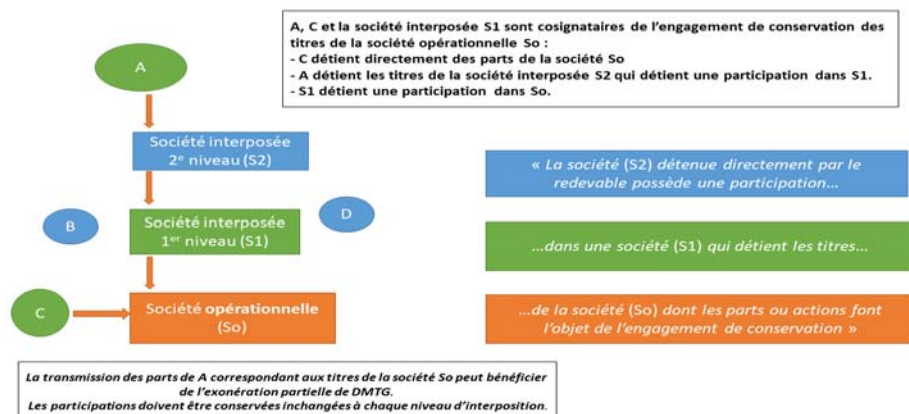 A, C et la société interposée S1 sont cosignataires de l'engagement de conservation des
titres de la société opérationnelle So :
- C détient directement des parts de la société SO
- A détient les titres de la société interposée S2 qui détient une participation dans S1.
- S1 détient une participation dans So.
A
Société interposée
2e niveau (S2)
« La société (S2) détenue directement par le
redevable possède une participation...
B
Société interposée
1er niveau (S1)
D
...dans une société (S1) qui détient les titres...
C
Société opérationnelle
(So)
...de la société (So) dont les parts ou actions font
l'objet de l'engagement de conservation »
La transmission des parts de A correspondant aux titres de la société So peut bénéficier
de l'exonération partielle de DMTG.
Les participations doivent être conservées inchangées à chaque niveau d'interposition.